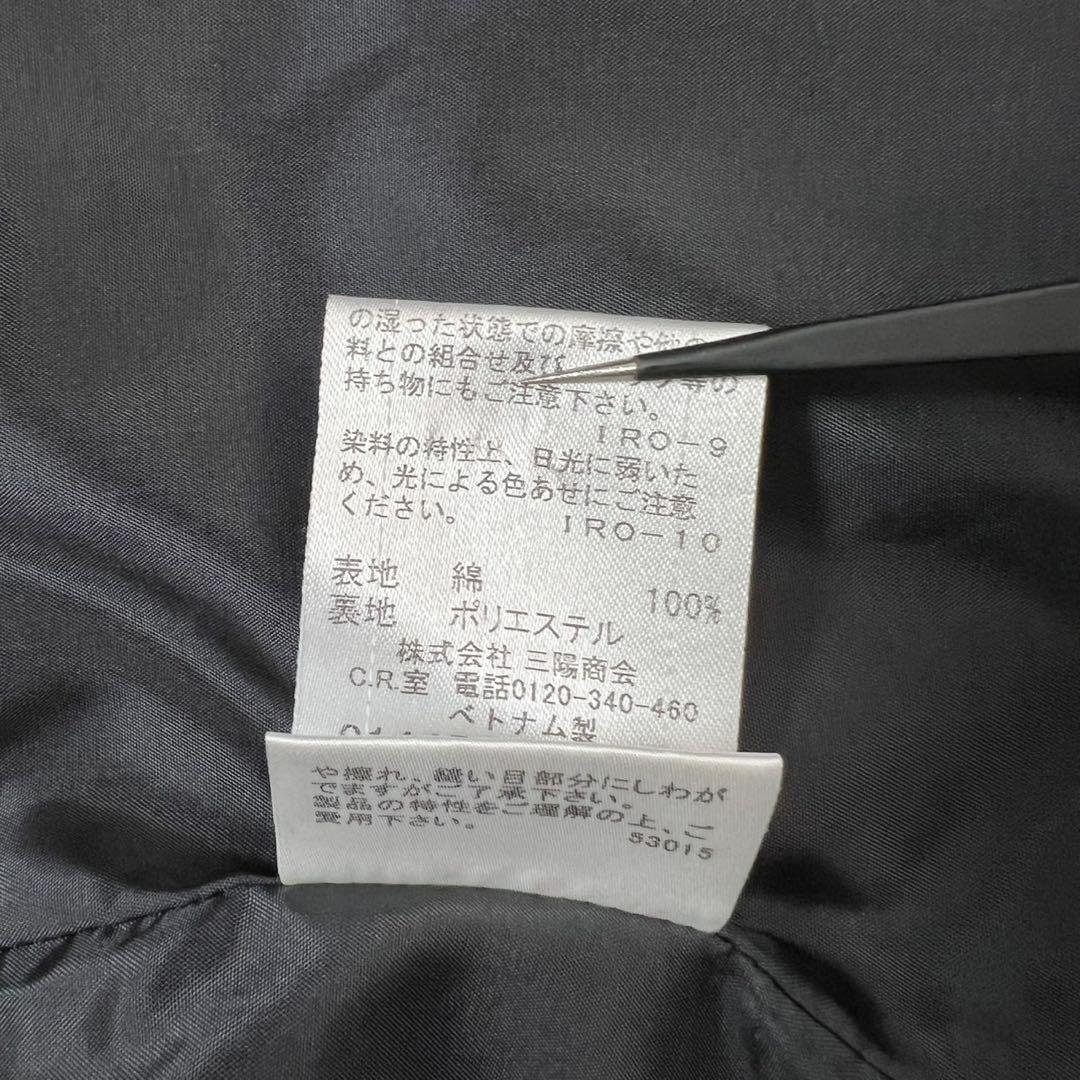 の湿った状態での摩擦や
料との組合せ及び 等の
持ち物にもご注意下さい。
IRO-9
染料の特性上、日光に弱いた
め、光による色あせにご注意
ください。 IRO-10
表地 綿 100%
裏地 ポリエステル
株式会社 三陽商会
C.R.室 電話0120-340-460
ベトナム製
や擦れ、縫い目部分にしわが
でますがご了承下さい。
製品の特性をご理解の上、ご
着用下さい。
53015